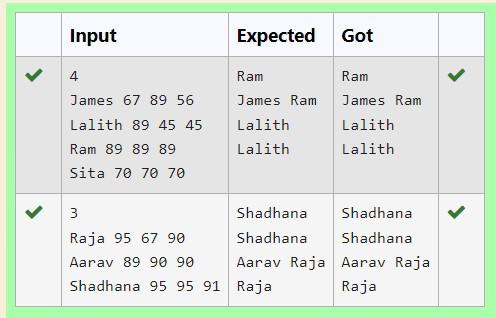 Input Expected Got
4 Ram Ram
James 67 89 56 James Ram James Ram
Lalith 89 45 45 Lalith Lalith
Ram 89 89 89 Lalith Lalith
Sita 70 70 70
3 Shadhana Shadhana
Raja 95 67 90 Shadhana Shadhana
Aarav 89 90 90 Aarav Raja Aarav Raja
Shadhana 95 95 91 Raja Raja